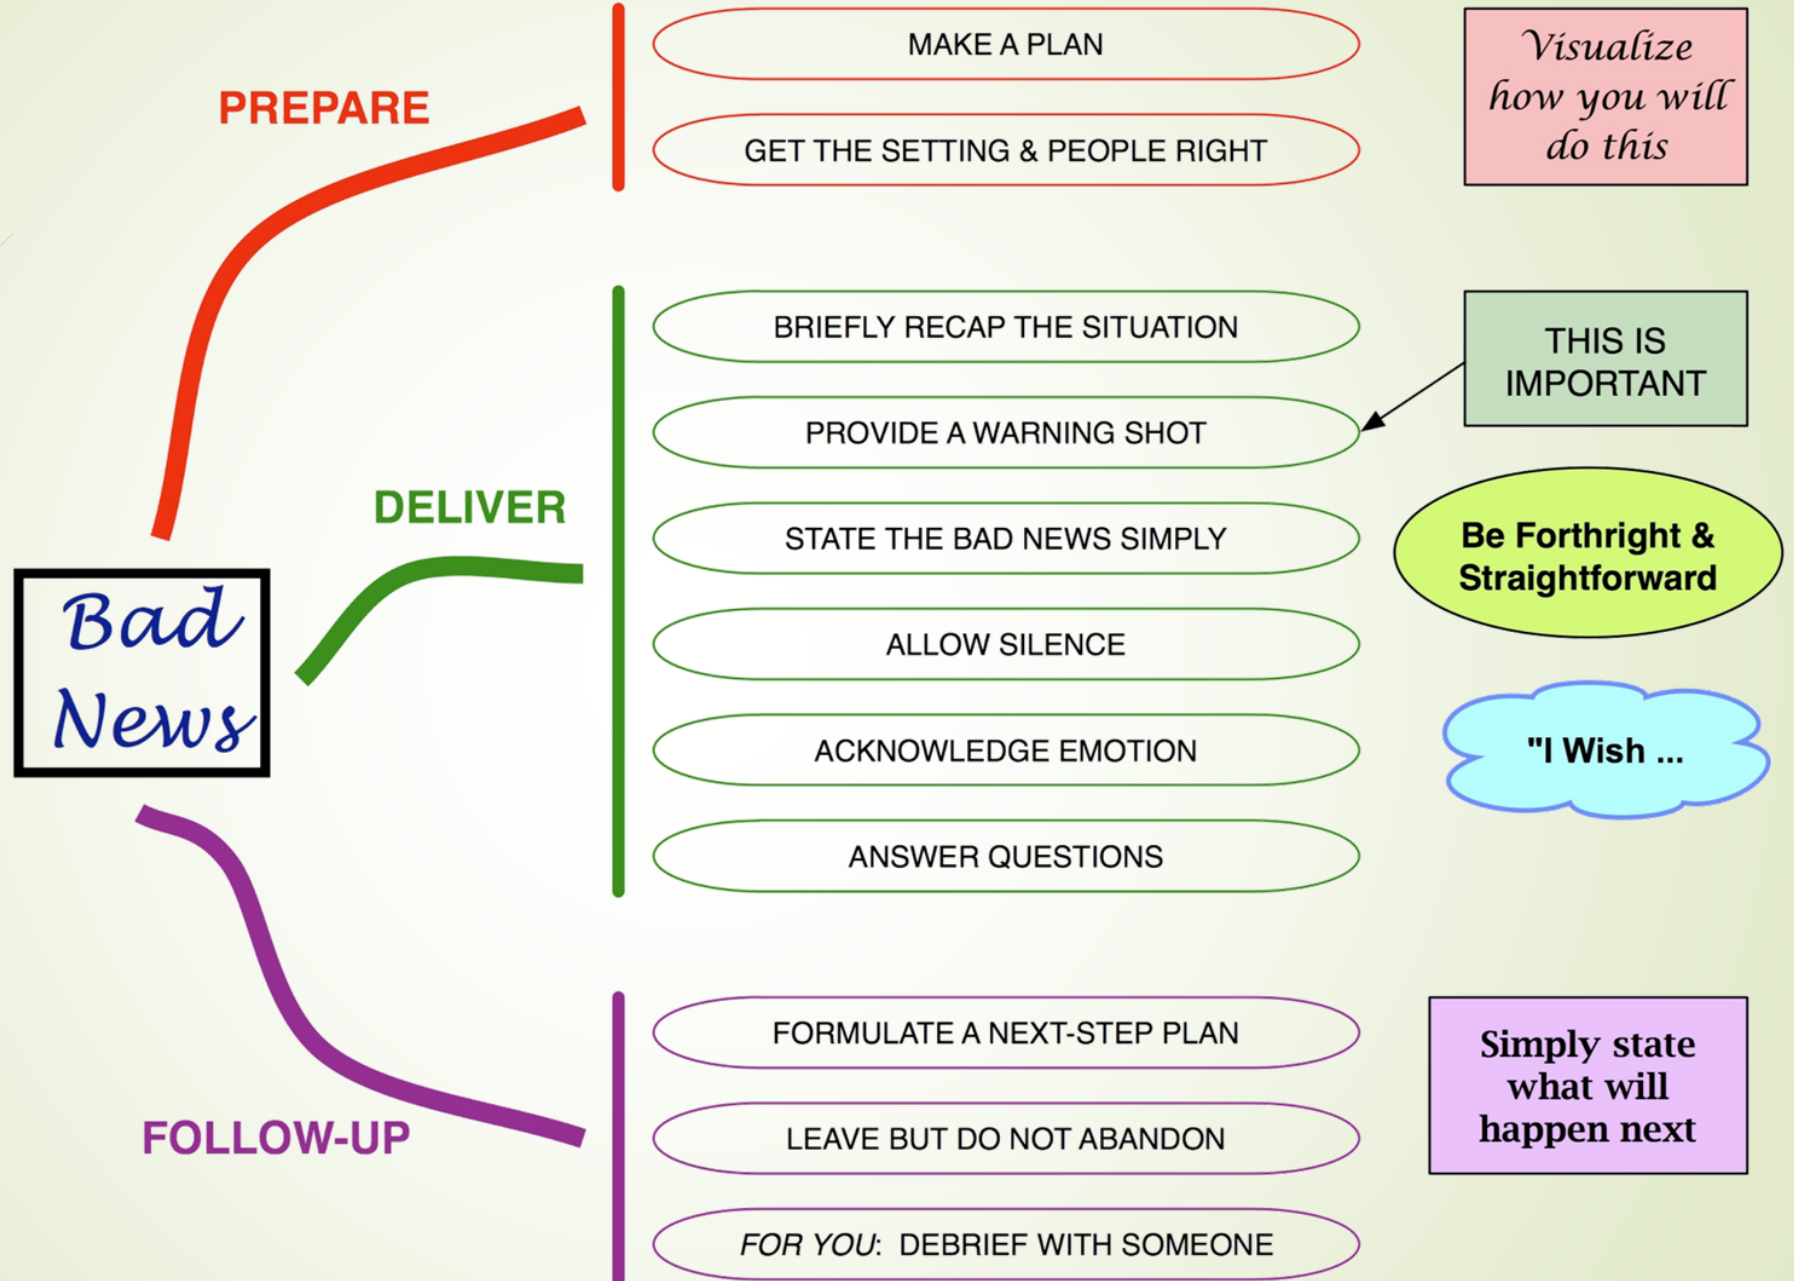 PREPARE
MAKE A PLAN
GET THE SETTING & PEOPLE RIGHT
Visualize
how you will
do this
Bad
News
DELIVER
BRIEFLY RECAP THE SITUATION
PROVIDE A WARNING SHOT
STATE THE BAD NEWS SIMPLY
ALLOW SILENCE
ACKNOWLEDGE EMOTION
ANSWER QUESTIONS
THIS IS
IMPORTANT
Be Forthright &
Straightforward
"I Wish ...
FOLLOW-UP
FORMULATE A NEXT-STEP PLAN
LEAVE BUT DO NOT ABANDON
FOR YOU: DEBRIEF WITH SOMEONE
Simply state
what will
happen next